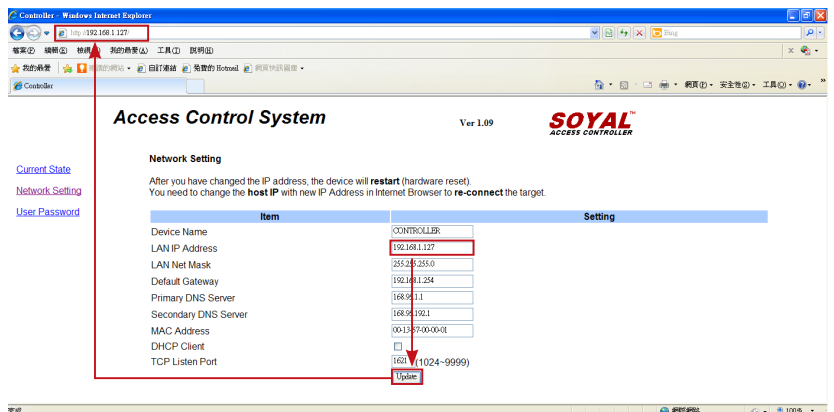 Controller - Windows Internet Explorer
http://192.168.1.127/
Bing
檔案(F) 編輯(E) 我的最愛(A) 工具(T) 說明(H)
我的最愛 自訂連結 免費的 Hotmail 網頁快訊圖庫
Controller
網頁(P) 安全性(S) 工具(O)
Access Control System
Ver 1.09
SOYAL™
ACCESS CONTROLLER
Network Setting
Current State
After you have changed the IP address, the device will restart (hardware reset).
Network Setting
You need to change the host IP with new IP Address in Internet Browser to re-connect the target.
User Password
Item Setting
Device Name CONTROLLER
LAN IP Address 192.168.1.127
LAN Net Mask 255.255.255.0
Default Gateway 192.168.1.254
Primary DNS Server 168.95.1.1
Secondary DNS Server 168.95.192.1
MAC Address 00-13-57-00-00-01
DHCP Client
TCP Listen Port 1621 (1024~9999)
Update
100%